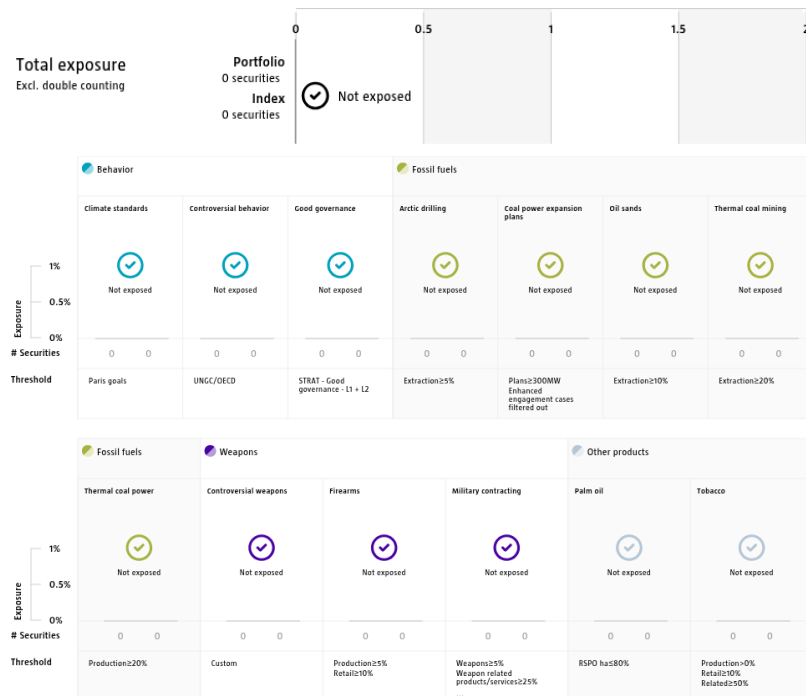 0 0.5 1 1.5 2
Total exposure
Excl. double counting
Portfolio
0 securities
Index
0 securities
Not exposed
Behavior
Fossil fuels
Climate standards
Controversial behavior
Good governance
Arctic drilling
Coal power expansion
plans
Oil sands
Thermal coal mining
Not exposed Not exposed Not exposed Not exposed Not exposed Not exposed Not exposed
Exposure
1%
0.5%
0%
# Securities 0 0 0 0 0 0 0 0 0 0 0 0 0 0
Threshold
Paris goals
UNGC/OECD
STRAT - Good
governance - L1 + L2
Extraction≥5%
Plans≥300MW
Enhanced
engagement cases
filtered out
Extraction≥10%
Extraction≥20%
Fossil fuels
Weapons
Other products
Thermal coal power
Controversial weapons
Firearms
Military contracting
Palm oil
Tobacco
Not exposed Not exposed Not exposed Not exposed Not exposed Not exposed
Exposure
1%
0.5%
0%
# Securities 0 0 0 0 0 0 0 0 0 0 0 0
Threshold
Production≥20%
Custom
Production≥5%
Retail≥10%
Weapons≥5%
Weapon related
products/services≥25%
RSPO ha≤80%
Production>0%
Retail≥10%
Related≥50%